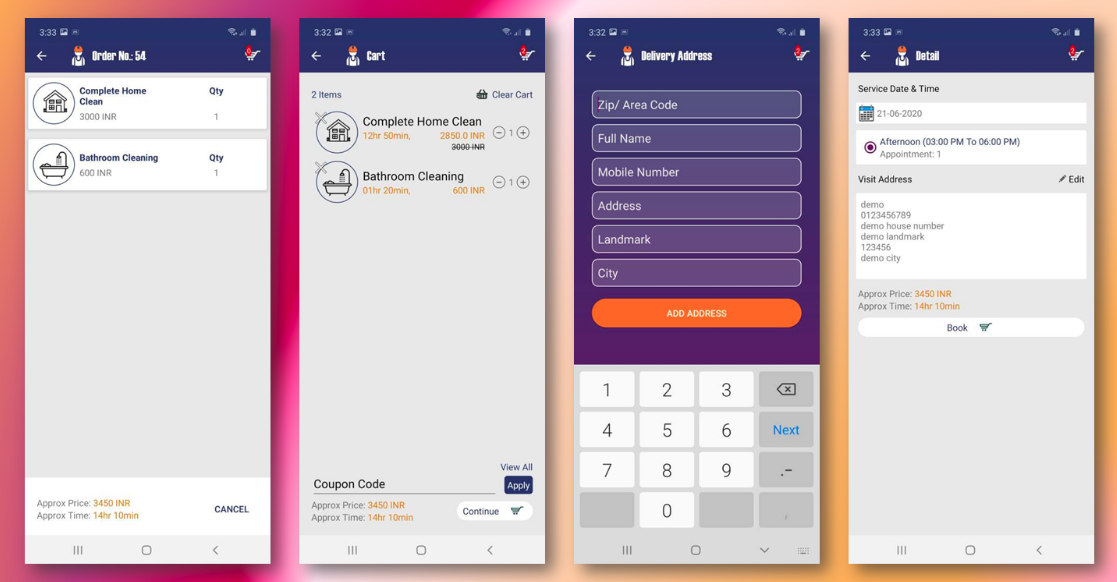 3:33
Order No.: 54
Complete Home
Clean
Qty
3000 INR
1
Bathroom Cleaning
Qty
600 INR
1
Approx Price: 3450 INR
Approx Time: 14hr 10min
CANCEL
3:32
Cart
2 Items
Clear Cart
Complete Home Clean
12hr 50min,
2850.0 INR
1
3000 INR
Bathroom Cleaning
01hr 20min,
600 INR
1
View All
Coupon Code
Apply
Approx Price: 3450 INR
Approx Time: 14hr 10min
Continue
3:32
Delivery Address
Zip/ Area Code
Full Name
Mobile Number
Address
Landmark
City
ADD ADDRESS
1 2 3
4 5 6 Next
7 8 9 .-
0 ,
3:33
Detail
Service Date & Time
21-06-2020
Afternoon (03:00 PM To 06:00 PM)
Appointment: 1
Visit Address
Edit
demo
0123456789
demo house number
demo landmark
123456
demo city
Approx Price: 3450 INR
Approx Time: 14hr 10min
Book